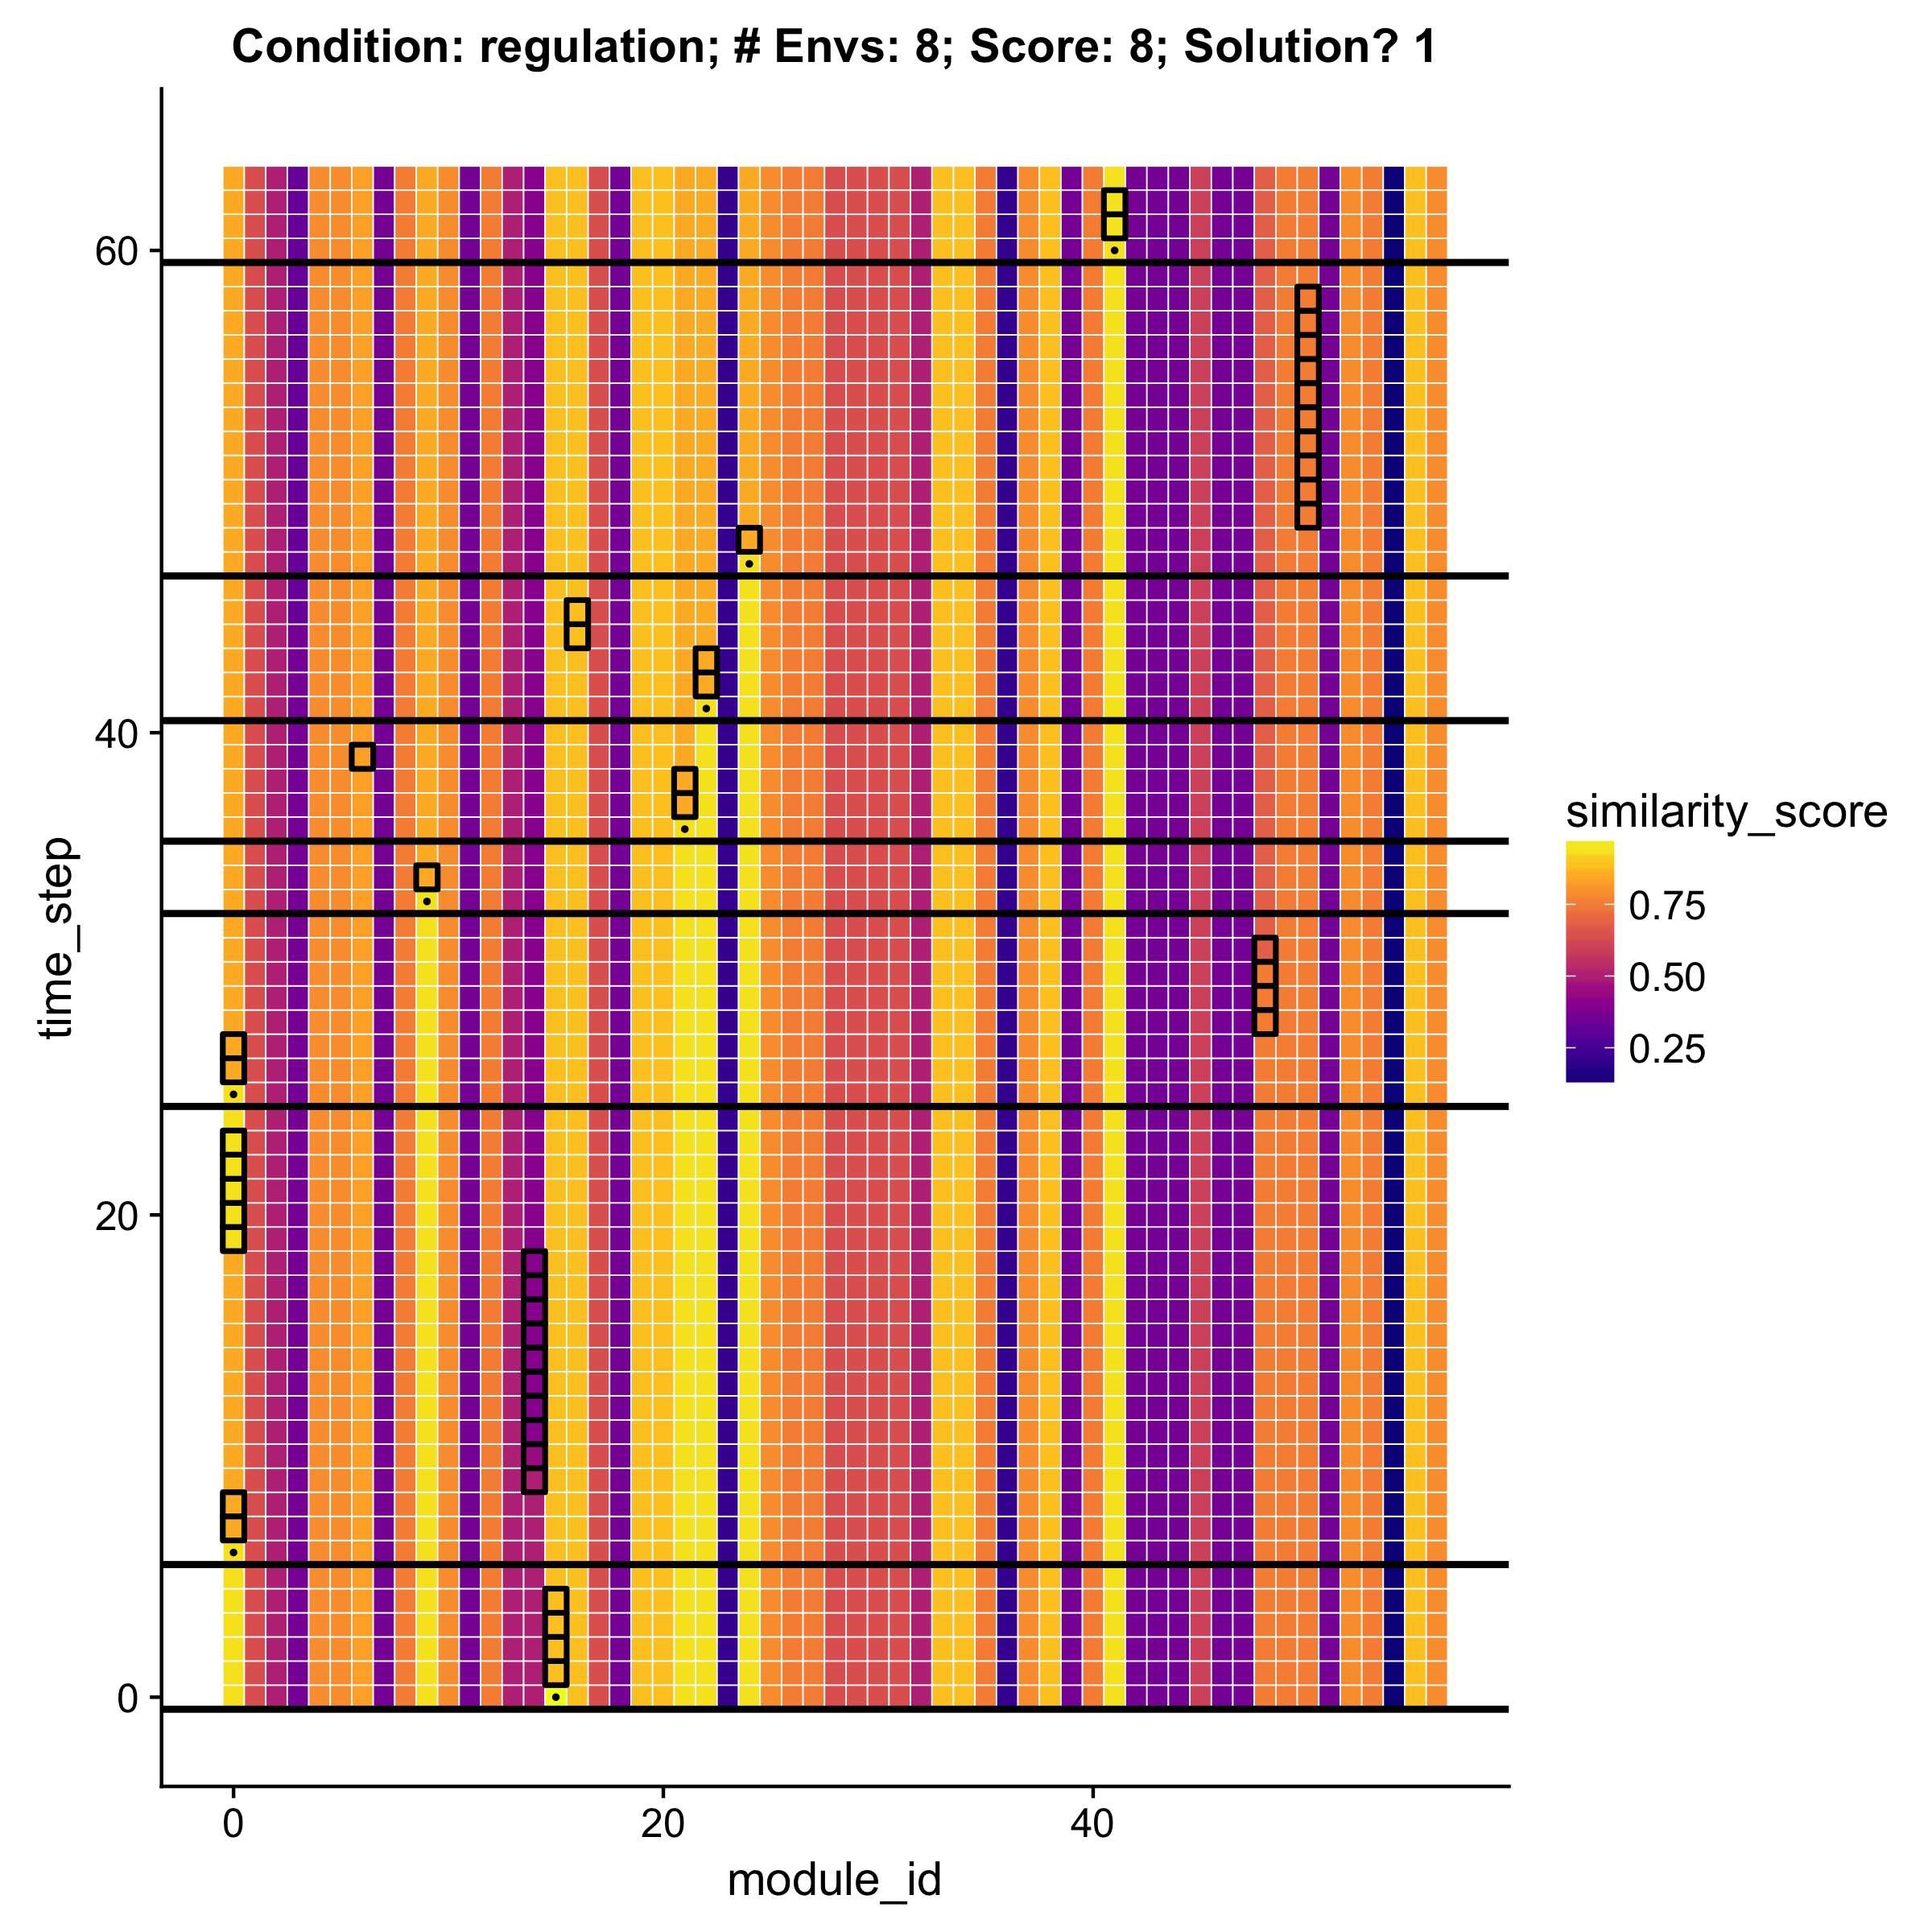 Condition: regulation; # Envs: 8; Score: 8; Solution? 1
60
40
20
0
time_step
0
20
40
module_id
similarity_score
0.75
0.50
0.25